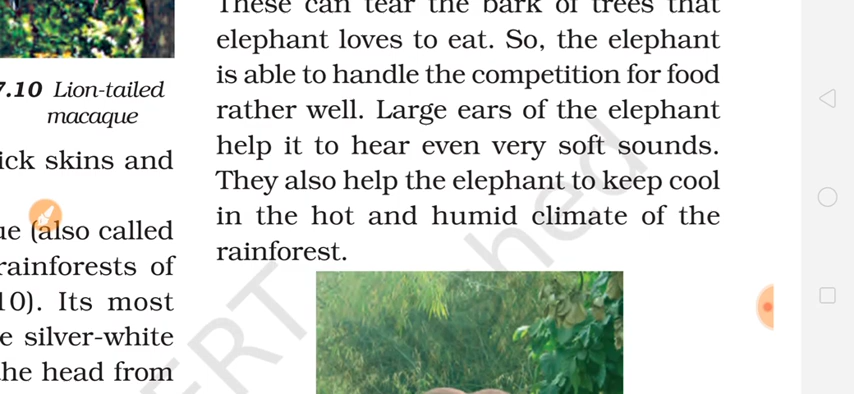 7.10 Lion-tailed
macaque
ick skins and
ue (also called
rainforests of
10). Its most
e silver-white
he head from
These can tear the bark of trees that
elephant loves to eat. So, the elephant
is able to handle the competition for food
rather well. Large ears of the elephant
help it to hear even very soft sounds.
They also help the elephant to keep cool
in the hot and humid climate of the
rainforest.